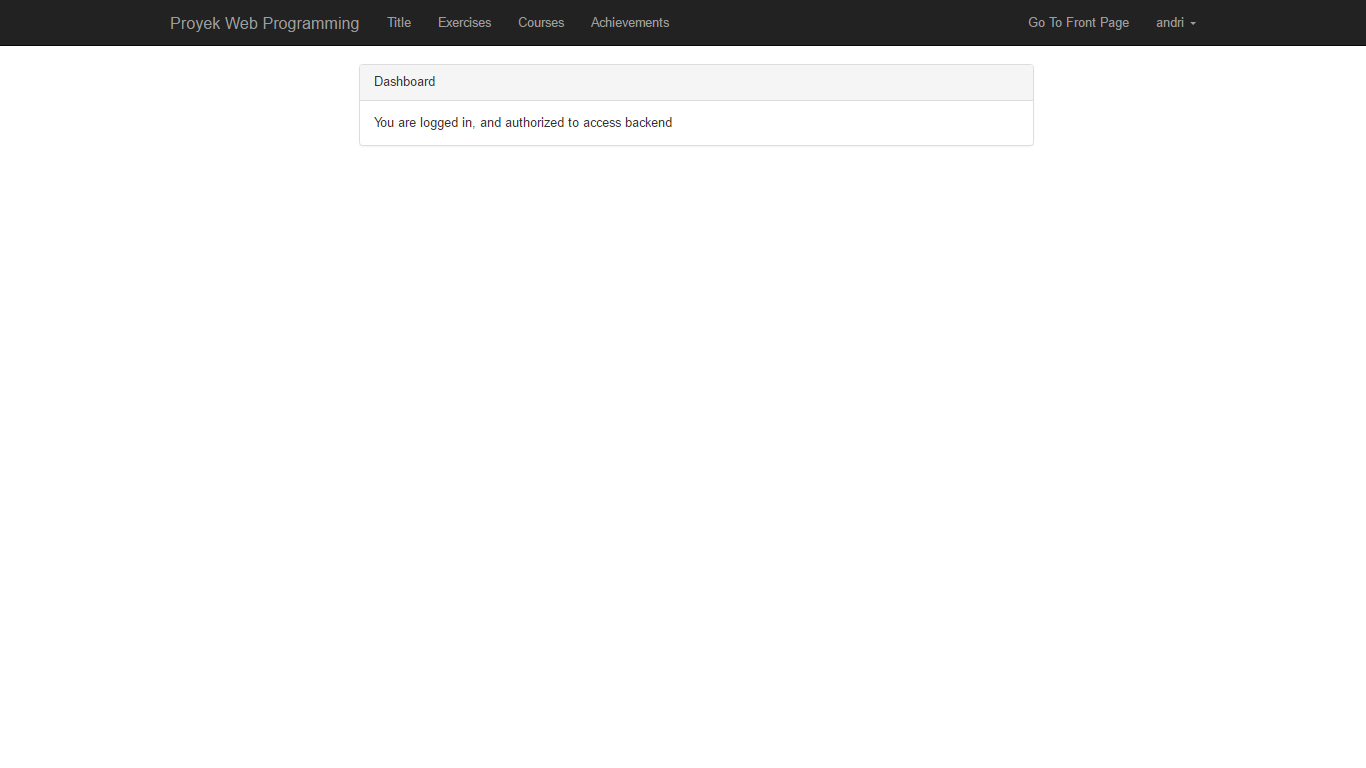 Proyek Web Programming Title Exercises Courses Achievements Go To Front Page andri
Dashboard
You are logged in, and authorized to access backend